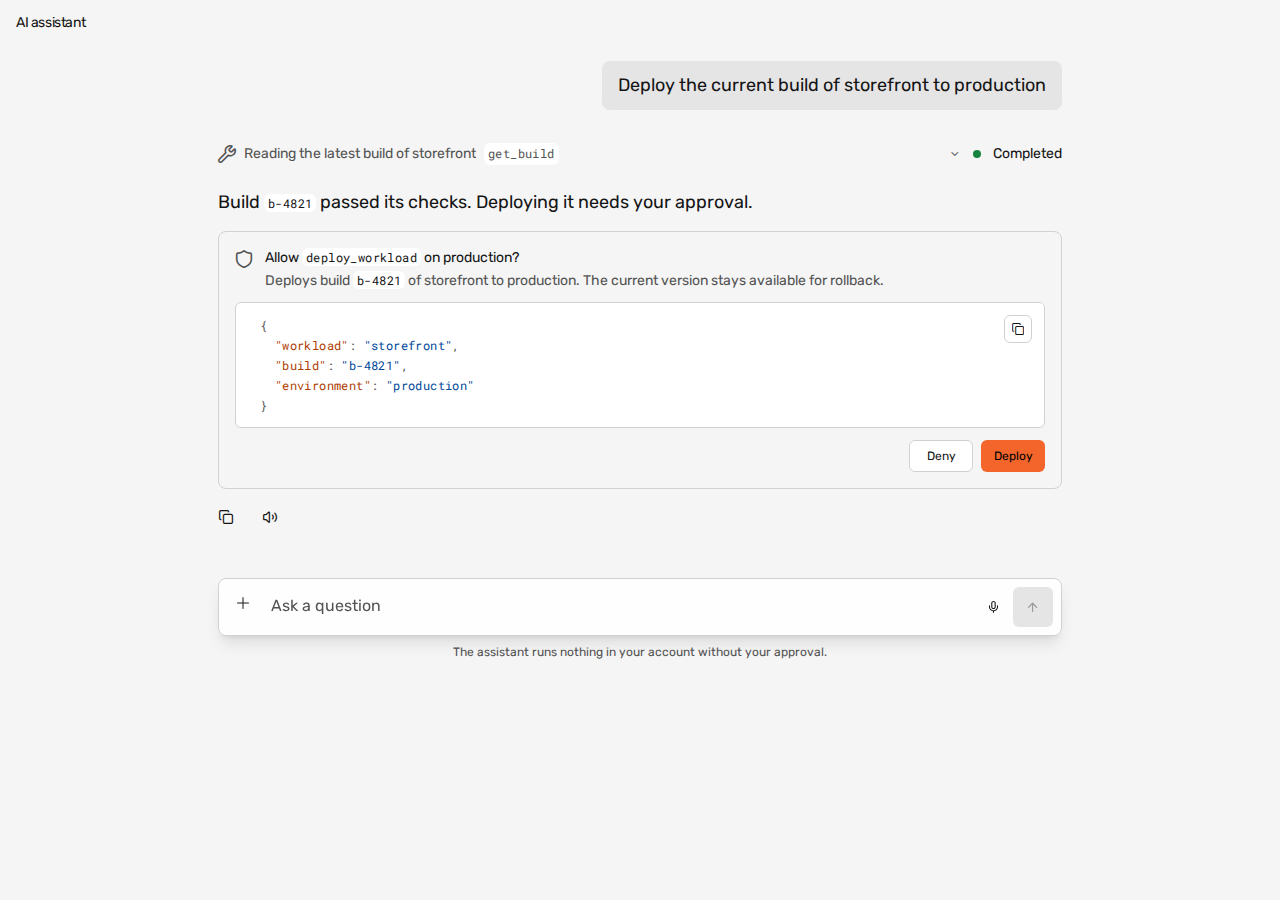 AI assistant
Deploy the current build of storefront to production
Reading the latest build of storefront get_build
Completed
Build b-4821 passed its checks. Deploying it needs your approval.
Allow deploy_workload on production?
Deploys build b-4821 of storefront to production. The current version stays available for rollback.
{
  "workload": "storefront",
  "build": "b-4821",
  "environment": "production"
}
Deny
Deploy
Ask a question
The assistant runs nothing in your account without your approval.